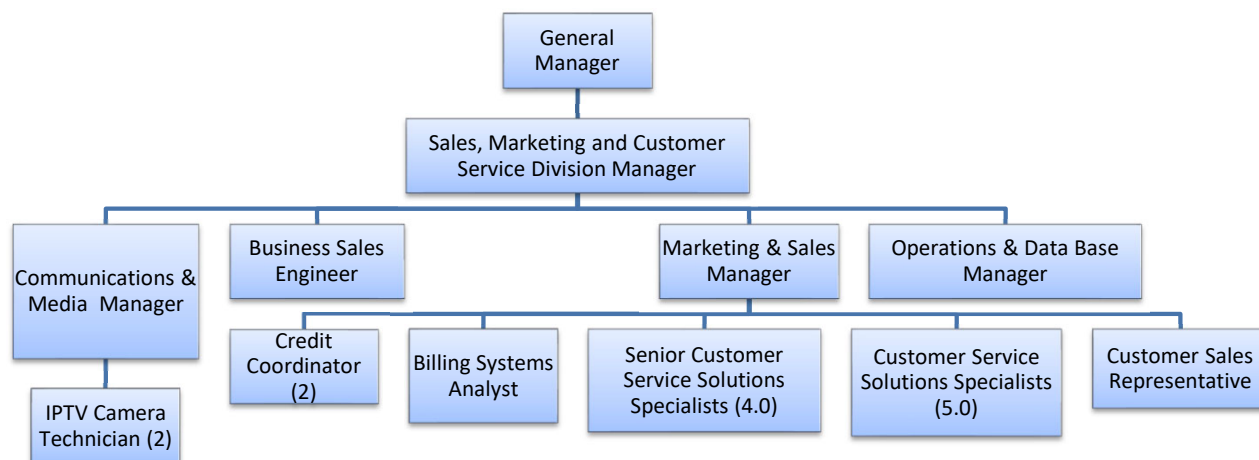 General
Manager
Sales, Marketing and Customer
Service Division Manager
Communications &
Media Manager
Business Sales
Engineer
Marketing & Sales
Manager
Operations & Data Base
Manager
IPTV Camera
Technician (2)
Credit
Coordinator
(2)
Billing Systems
Analyst
Senior Customer
Service Solutions
Specialists (4.0)
Customer Service
Solutions Specialists
(5.0)
Customer Sales
Representative